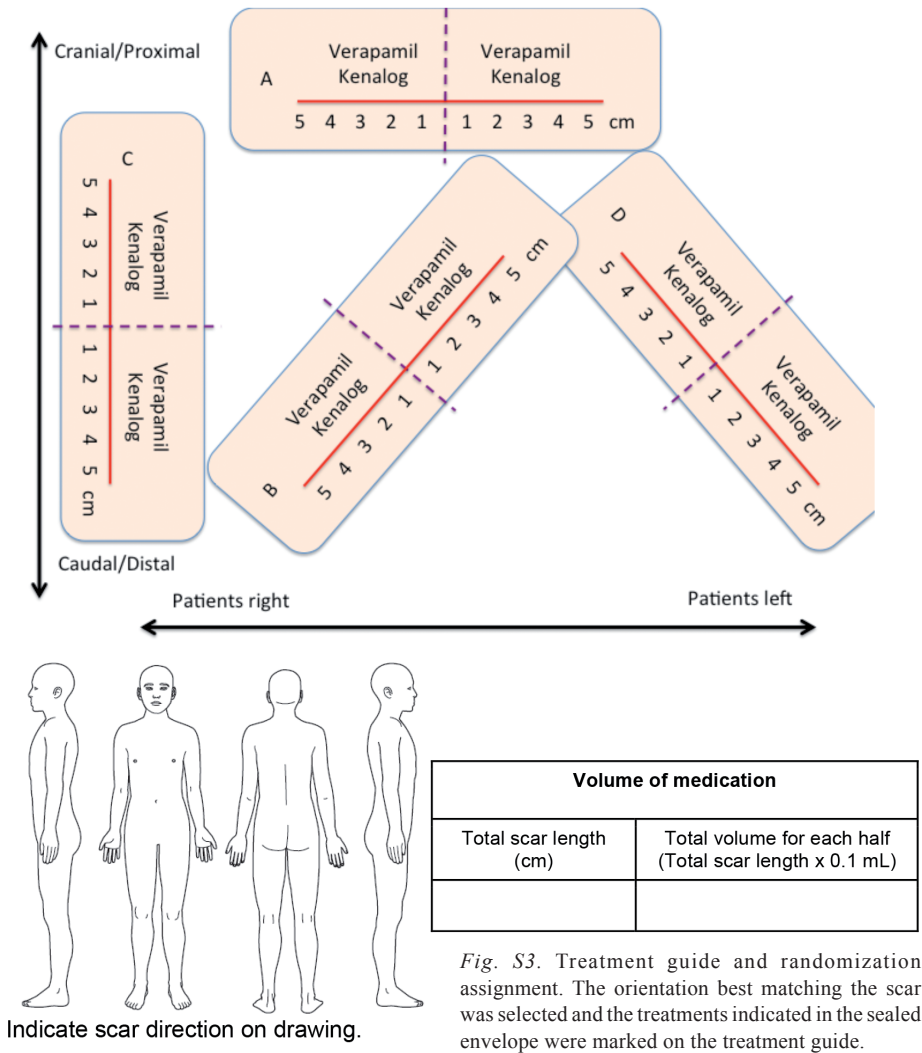 Cranial/Proximal
A
Verapamil
Kenalog
Verapamil
Kenalog
5 4 3 2 1 1 2 3 4 5 cm
C
Verapamil
Kenalog
Verapamil
Kenalog
5 4 3 2 1 1 2 3 4 5 cm
B
Verapamil
Kenalog
Verapamil
Kenalog
5 4 3 2 1 1 2 3 4 5 cm
D
Verapamil
Kenalog
Verapamil
Kenalog
5 4 3 2 1 1 2 3 4 5 cm
Caudal/Distal
Patients right
Patients left
Indicate scar direction on drawing.
Volume of medication
Total scar length
(cm)
Total volume for each half
(Total scar length x 0.1 mL)
Fig. S3. Treatment guide and randomization
assignment. The orientation best matching the scar
was selected and the treatments indicated in the sealed
envelope were marked on the treatment guide.